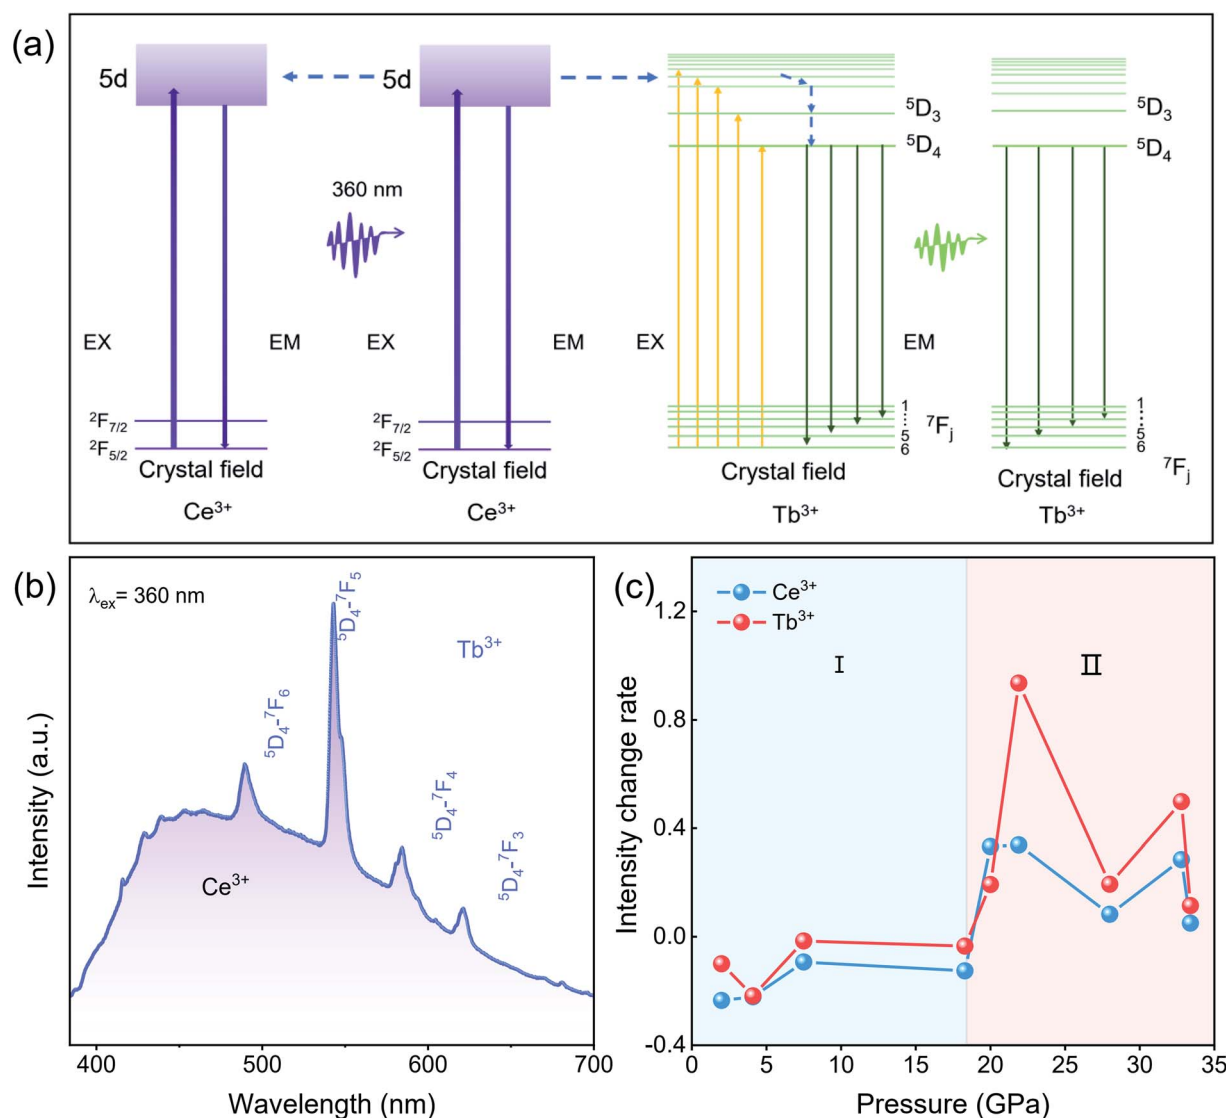 (a)
5d
5d
⁵D₃
⁵D₃
⁵D₄
⁵D₄
360 nm
EX
EM
EX
EM
EX
EM
²F₇/₂
²F₇/₂
1
1
⁷Fⱼ
5
5
²F₅/₂
²F₅/₂
6
6
Crystal field
Crystal field
Crystal field
Crystal field
⁷Fⱼ
Ce³⁺
Ce³⁺
Tb³⁺
Tb³⁺
(b)
λex= 360 nm
⁵D₄-⁷F₅
Tb³⁺
⁵D₄-⁷F₆
⁵D₄-⁷F₄
⁵D₄-⁷F₃
Ce³⁺
Intensity (a.u.)
400
500
600
700
Wavelength (nm)
(c)
Ce³⁺
Tb³⁺
I
II
1.2
0.8
0.4
0.0
-0.4
Intensity change rate
0
5
10
15
20
25
30
35
Pressure (GPa)